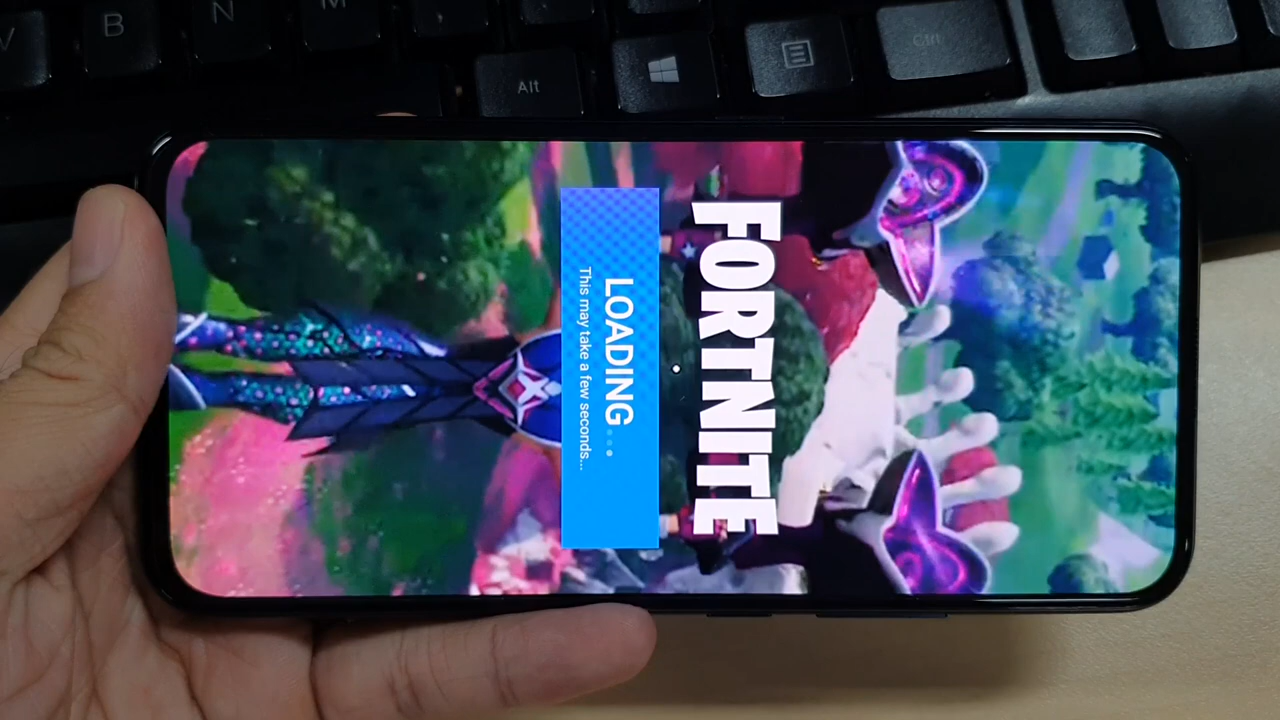 V
B
N
M
Alt
Ctrl
FORTNITE
LOADING...
This may take a few seconds...